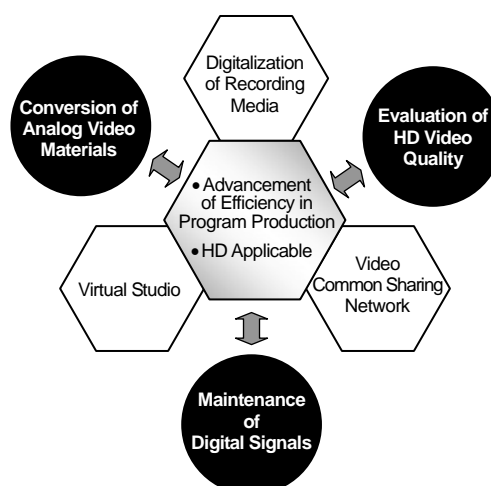 Digitalization
of Recording
Media
Conversion of
Analog Video
Materials
Evaluation of
HD Video
Quality
• Advancement
of Efficiency in
Program Production
• HD Applicable
Virtual Studio
Video
Common Sharing
Network
Maintenance
of
Digital Signals